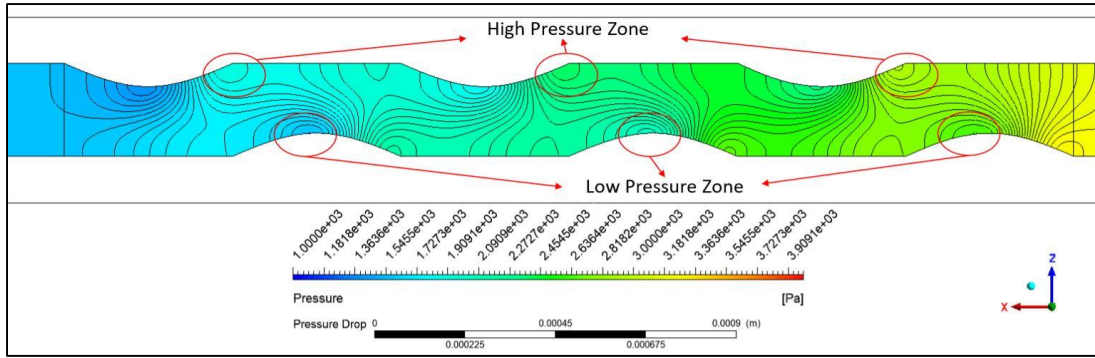 High Pressure Zone
Low Pressure Zone
1.0000e+03
1.1818e+03
1.3636e+03
1.5455e+03
1.7273e+03
1.9091e+03
2.0909e+03
2.2727e+03
2.4545e+03
2.6364e+03
2.8182e+03
3.0000e+03
3.1818e+03
3.3636e+03
3.5455e+03
3.7273e+03
3.9091e+03
Pressure [Pa]
Pressure Drop 0 0.00045 0.0009 (m)
0.000225 0.000675
Z
X